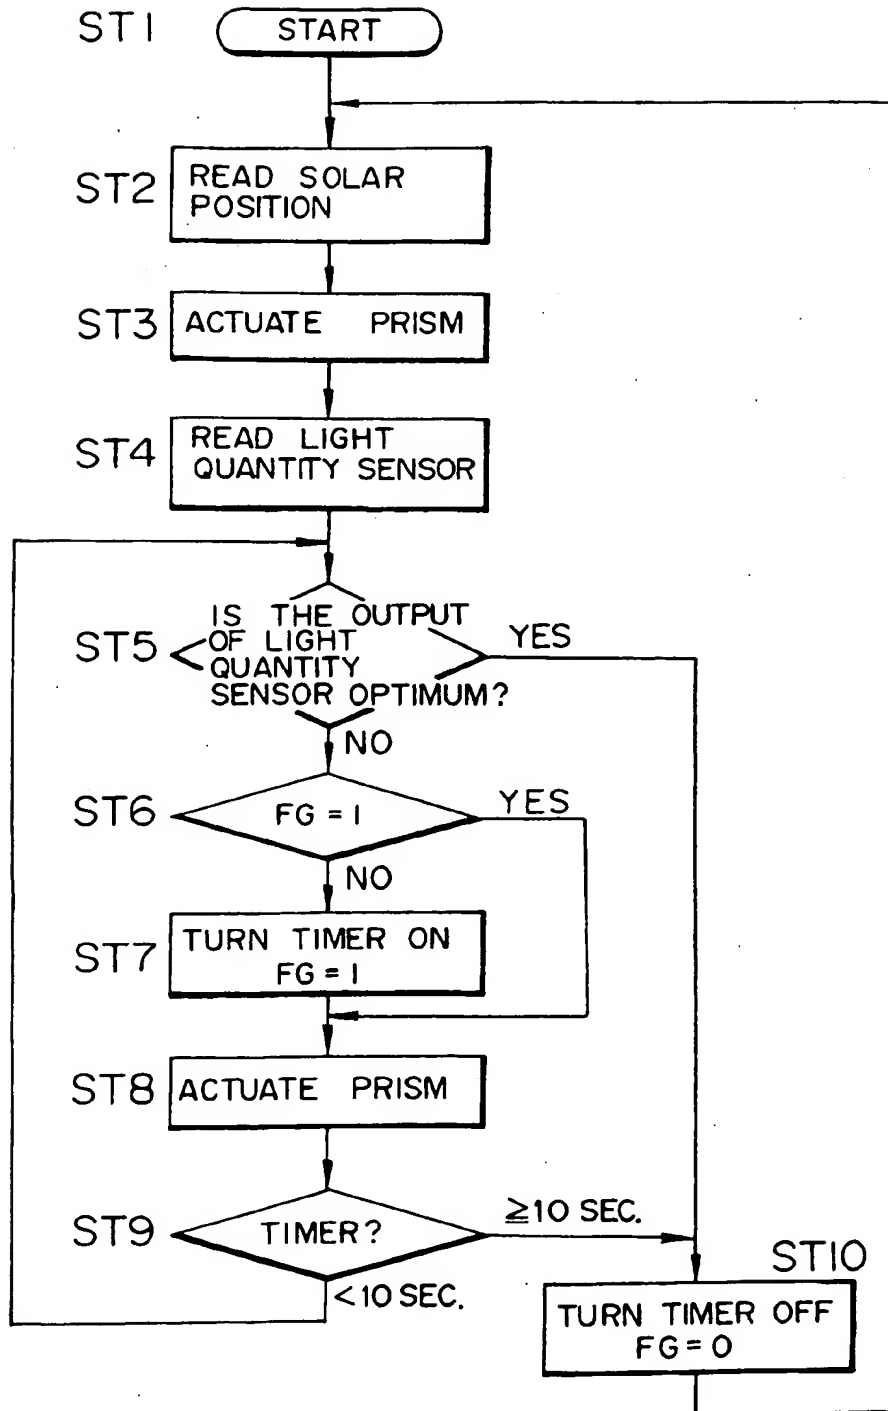 ST1
START
ST2
READ SOLAR
POSITION
ST3
ACTUATE PRISM
ST4
READ LIGHT
QUANTITY SENSOR
ST5
IS THE OUTPUT
OF LIGHT
QUANTITY
SENSOR OPTIMUM?
YES
NO
ST6
FG = 1
YES
NO
ST7
TURN TIMER ON
FG = 1
ST8
ACTUATE PRISM
ST9
TIMER?
≧10 SEC.
<10 SEC.
ST10
TURN TIMER OFF
FG = 0